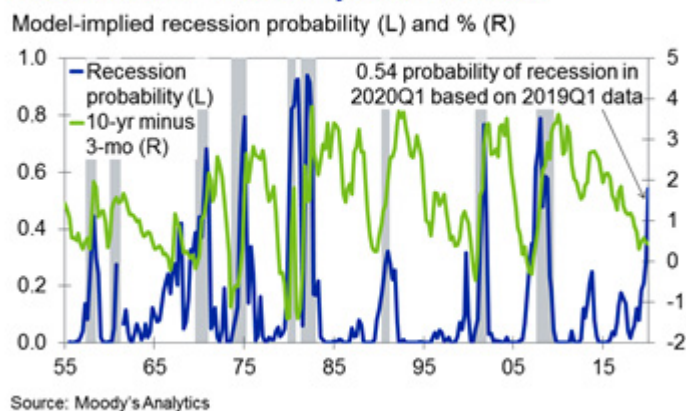 Model-implied recession probability (L) and % (R)
1.0
0.8
0.6
0.4
0.2
0.0
5
4
3
2
1
0
-1
-2
Recession
probability (L)
10-yr minus
3-mo (R)
0.54 probability of recession in
2020Q1 based on 2019Q1 data
55 65 75 85 95 05 15
Source: Moody's Analytics